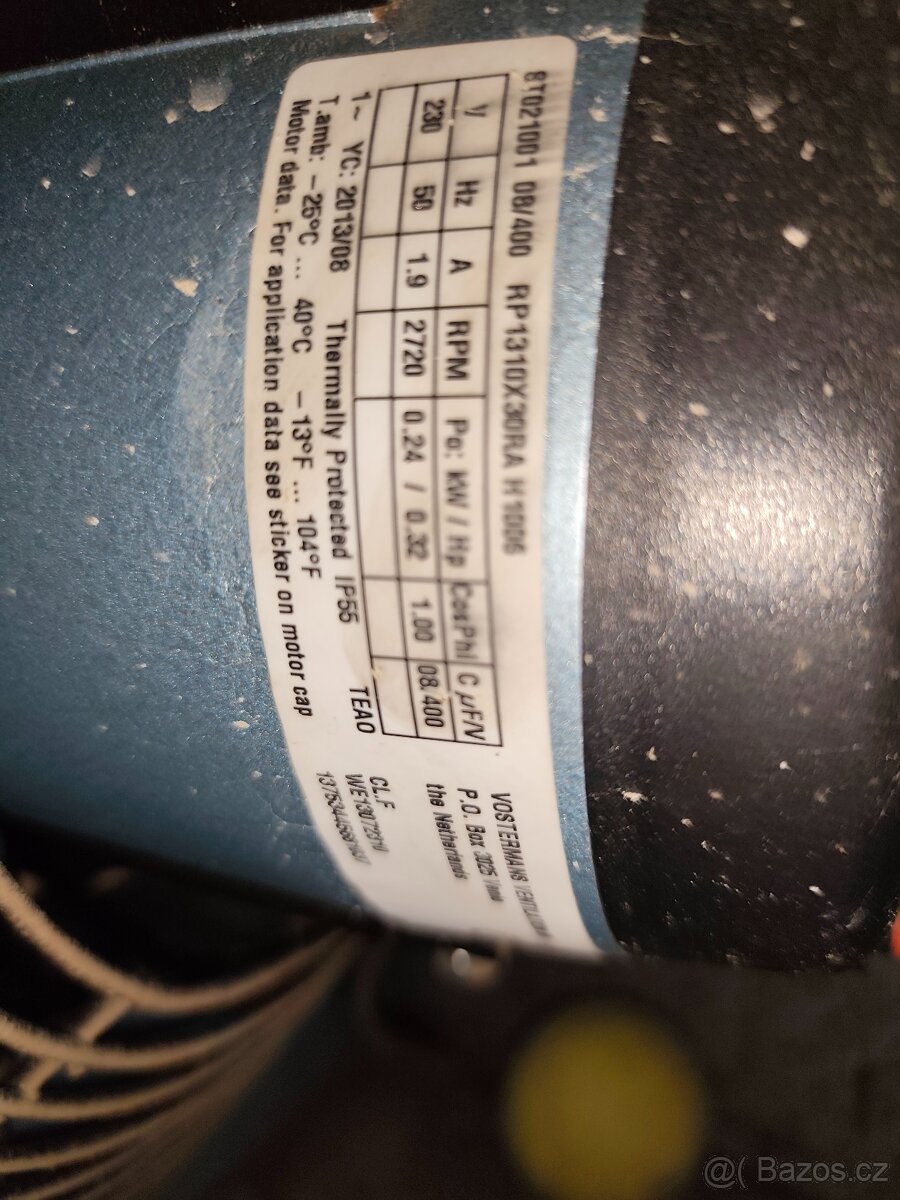 8T021001 08/400 RP1310X30RA H1006
V Hz A RPM Po: kW / Hp CosPhi C µF/V
230 50 1.9 2720 0.24 / 0.32 1.00 08.400
1~ YC: 2013/08 Thermally Protected IP55 TEAO
T.amb: -25°C ... 40°C -13°F ... 104°F
Motor data. For application data see sticker on motor cap
VOSTERMANS
P.O. Box
the Netherlands
CL.F
@( Bazos.cz